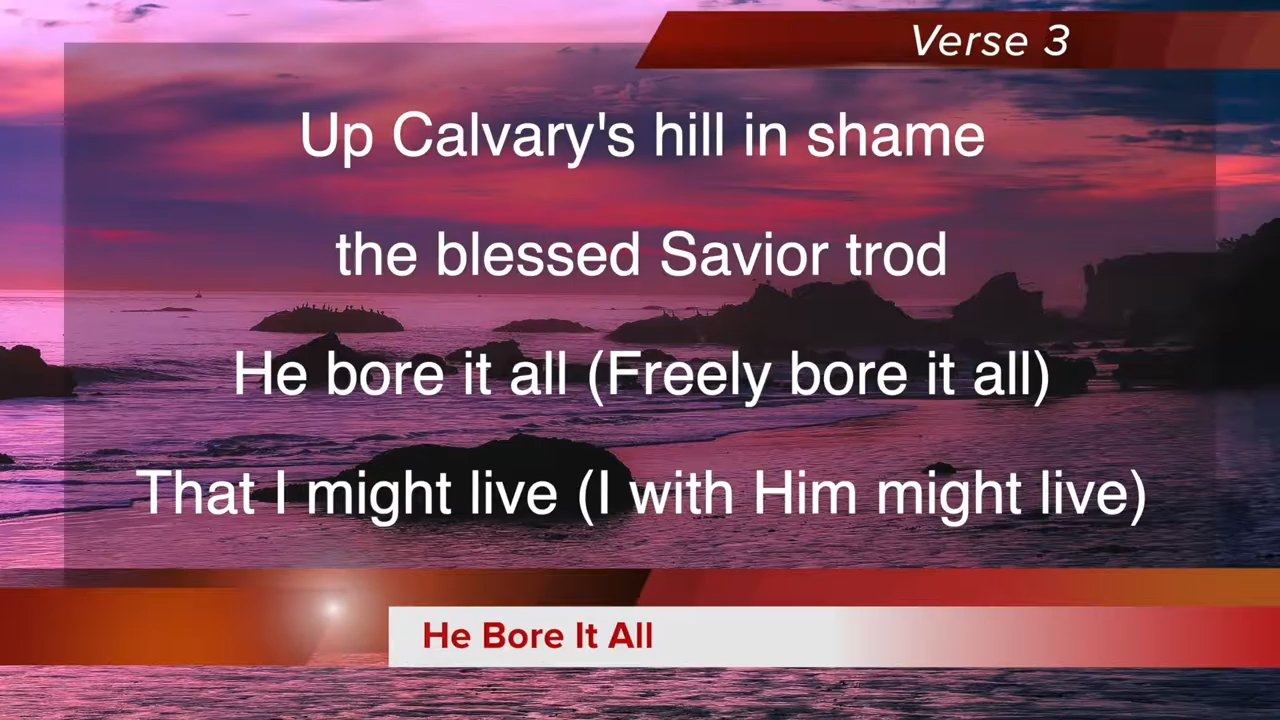 Verse 3
Up Calvary's hill in shame
the blessed Savior trod
He bore it all (Freely bore it all)
That I might live (I with Him might live)
He Bore It All